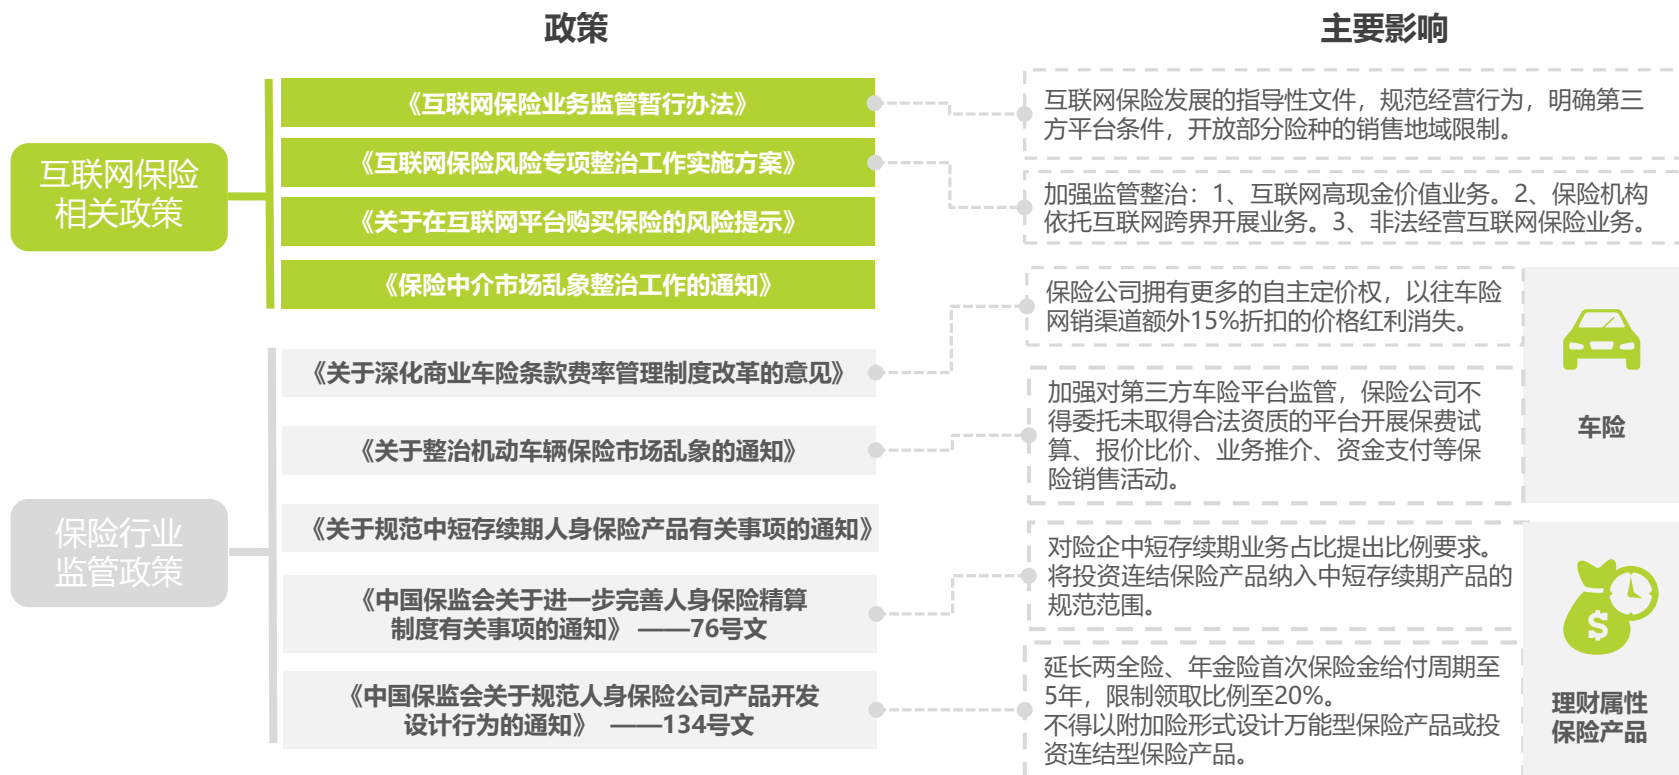 政策
主要影响
互联网保险
相关政策
《互联网保险业务监管暂行办法》
《互联网保险风险专项整治工作实施方案》
《关于在互联网平台购买保险的风险提示》
《保险中介市场乱象整治工作的通知》
互联网保险发展的指导性文件，规范经营行为，明确第三
方平台条件，开放部分险种的销售地域限制。
加强监管整治：1、互联网高现金价值业务。2、保险机构
依托互联网跨界开展业务。3、非法经营互联网保险业务。
保险行业
监管政策
《关于深化商业车险条款费率管理制度改革的意见》
《关于整治机动车辆保险市场乱象的通知》
《关于规范中短存续期人身保险产品有关事项的通知》
《中国保监会关于进一步完善人身保险精算
制度有关事项的通知》 ——76号文
《中国保监会关于规范人身保险公司产品开发
设计行为的通知》 ——134号文
保险公司拥有更多的自主定价权，以往车险
网销渠道额外15%折扣的价格红利消失。
加强对第三方车险平台监管，保险公司不
得委托未取得合法资质的平台开展保费试
算、报价比价、业务推介、资金支付等保
险销售活动。
车险
对险企中短存续期业务占比提出比例要求。
将投资连结保险产品纳入中短存续期产品的
规范范围。
延长两全险、年金险首次保险金给付周期至
5年，限制领取比例至20%。
不得以附加险形式设计万能型保险产品或投
资连结型保险产品。
$
理财属性
保险产品